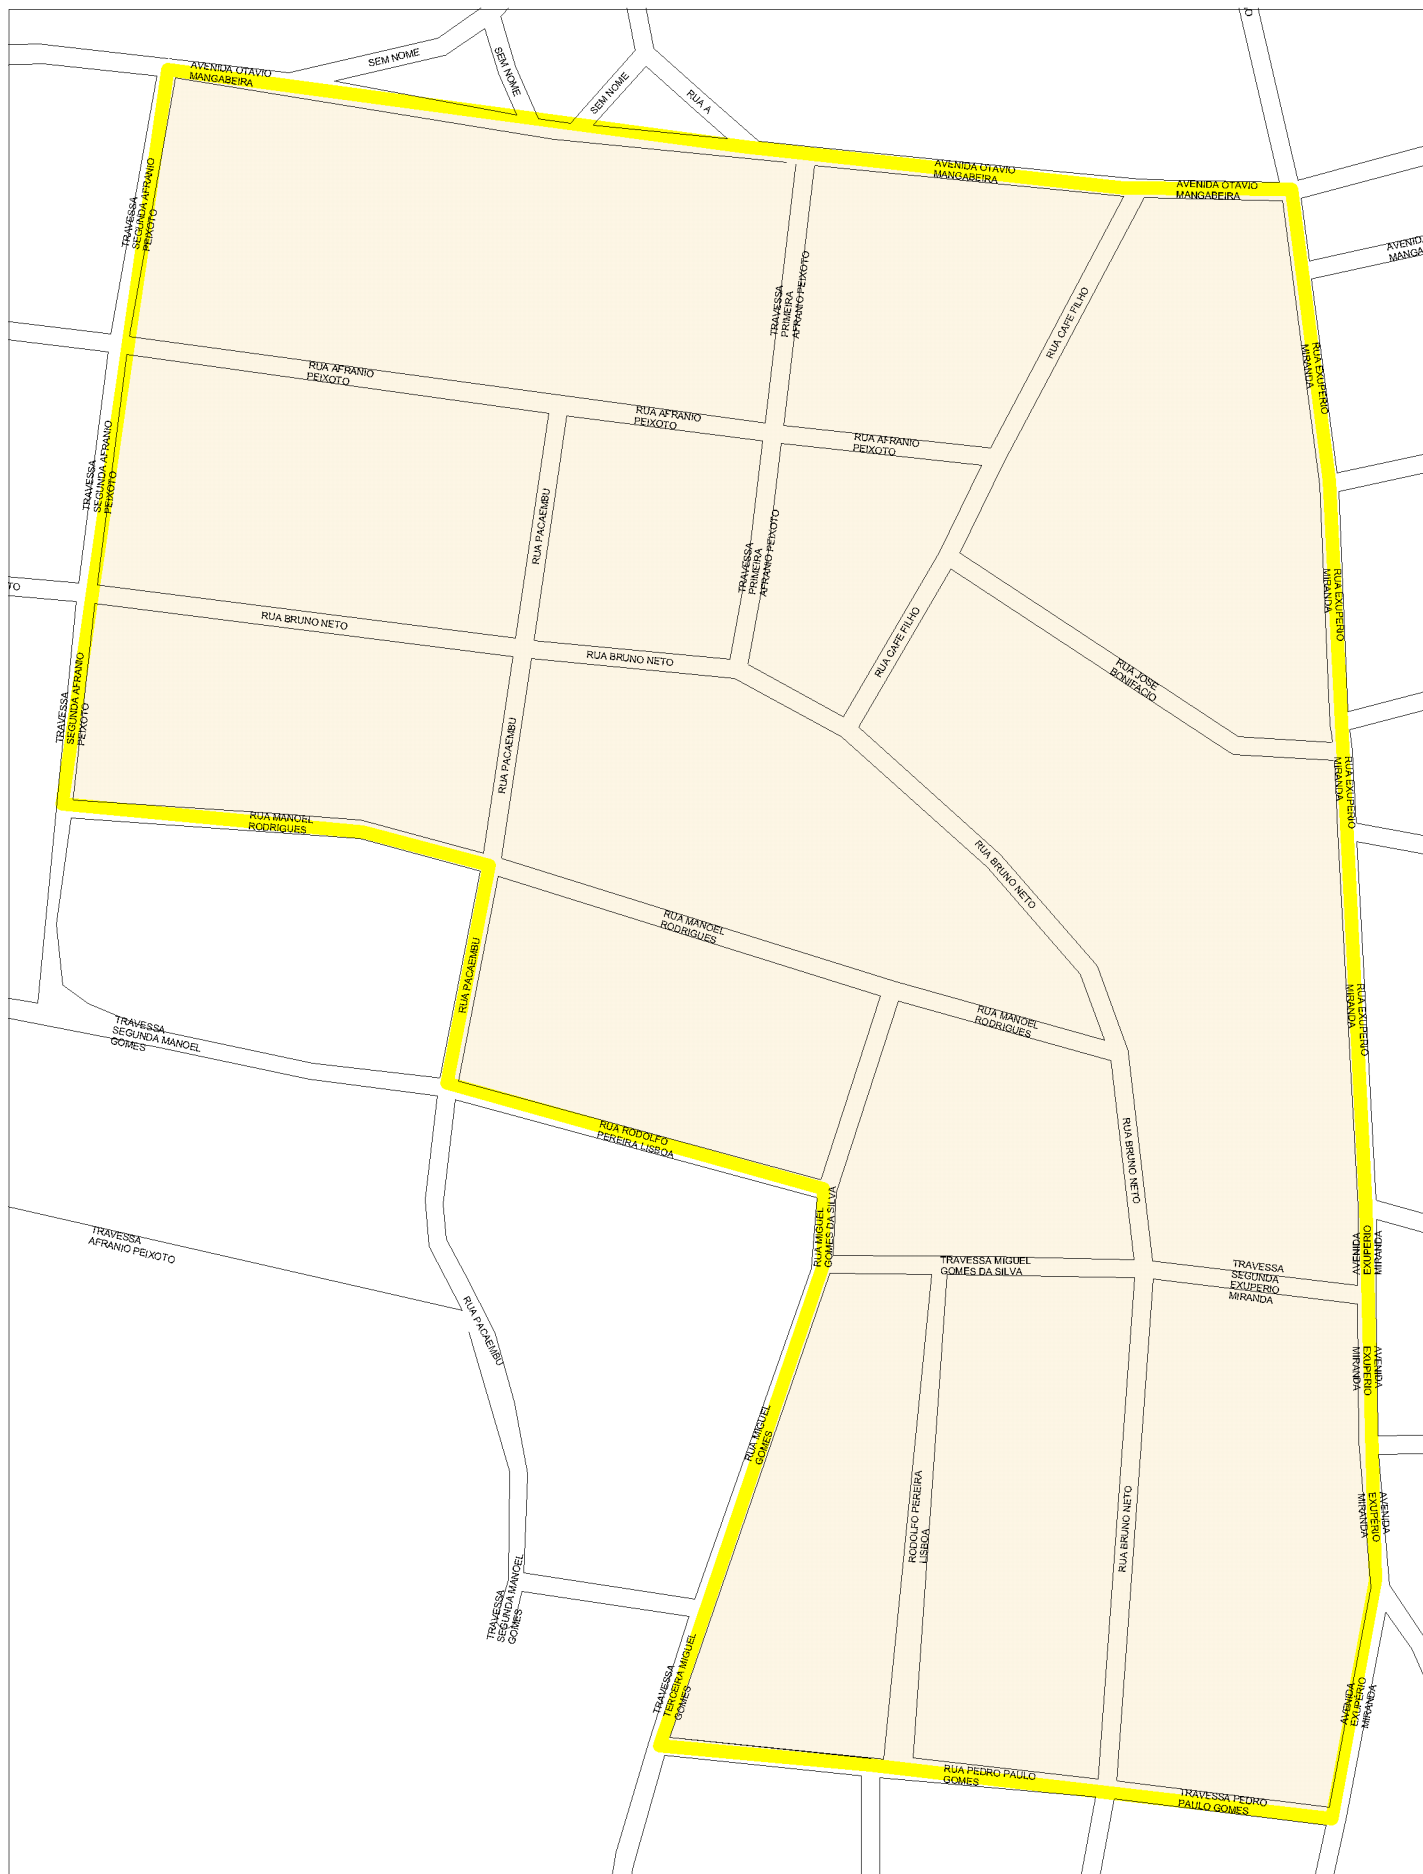 SEM NOME
SEM NOME
AVENIDA OTAVIO
MANGABEIRA
SEM NOME
RUA A
AVENIDA OTAVIO
MANGABEIRA
AVENIDA OTAVIO
MANGABEIRA
TRAVESSA
SEGUNDA AFRANIO
PEIXOTO
AVENID
MANGA
TRAVESSA
PRIMEIRA
AFRANIO PEIXOTO
RUA CAFE FILHO
RUA EXUPERIO
MIRANDA
RUA AFRANIO
PEIXOTO
RUA AFRANIO
PEIXOTO
RUA AFRANIO
PEIXOTO
TRAVESSA
SEGUNDA AFRANIO
PEIXOTO
RUA PACAEMBU
TRAVESSA
PRIMEIRA
AFRANIO PEIXOTO
TO
RUA EXUPERIO
MIRANDA
RUA BRUNO NETO
RUA BRUNO NETO
RUA CAFE FILHO
RUA JOSE
BONIFACIO
TRAVESSA
SEGUNDA AFRANIO
PEIXOTO
RUA PACAEMBU
RUA EXUPERIO
MIRANDA
RUA MANOEL
RODRIGUES
RUA BRUNO NETO
RUA MANOEL
RODRIGUES
RUA PACAEMBU
RUA MANOEL
RODRIGUES
RUA EXUPERIO
MIRANDA
TRAVESSA
SEGUNDA MANOEL
GOMES
RUA RODOLFO
PEREIRA LISBOA
RUA BRUNO NETO
RUA MIGUEL
GOMES DA SILVA
TRAVESSA
AFRANIO PEIXOTO
TRAVESSA MIGUEL
GOMES DA SILVA
TRAVESSA
SEGUNDA
EXUPERIO
MIRANDA
AVENIDA
EXUPERIO
MIRANDA
RUA PACAEMBU
AVENIDA
EXUPERIO
MIRANDA
RUA MIGUEL
GOMES
RODOLFO PEREIRA
LISBOA
RUA BRUNO NETO
AVENIDA
EXUPÉRIO
MIRANDA
TRAVESSA
SEGUNDA MANOEL
GOMES
TRAVESSA
TERCEIRA MIGUEL
GOMES
AVENIDA
EXUPÉRIO
MIRANDA
RUA PEDRO PAULO
GOMES
TRAVESSA PEDRO
PAULO GOMES